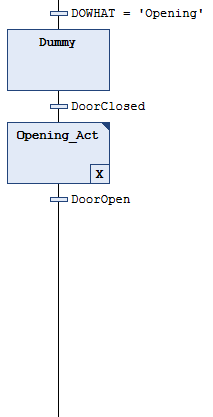 DOWHAT = 'Opening'
Dummy
DoorClosed
Opening_Act
X
DoorOpen